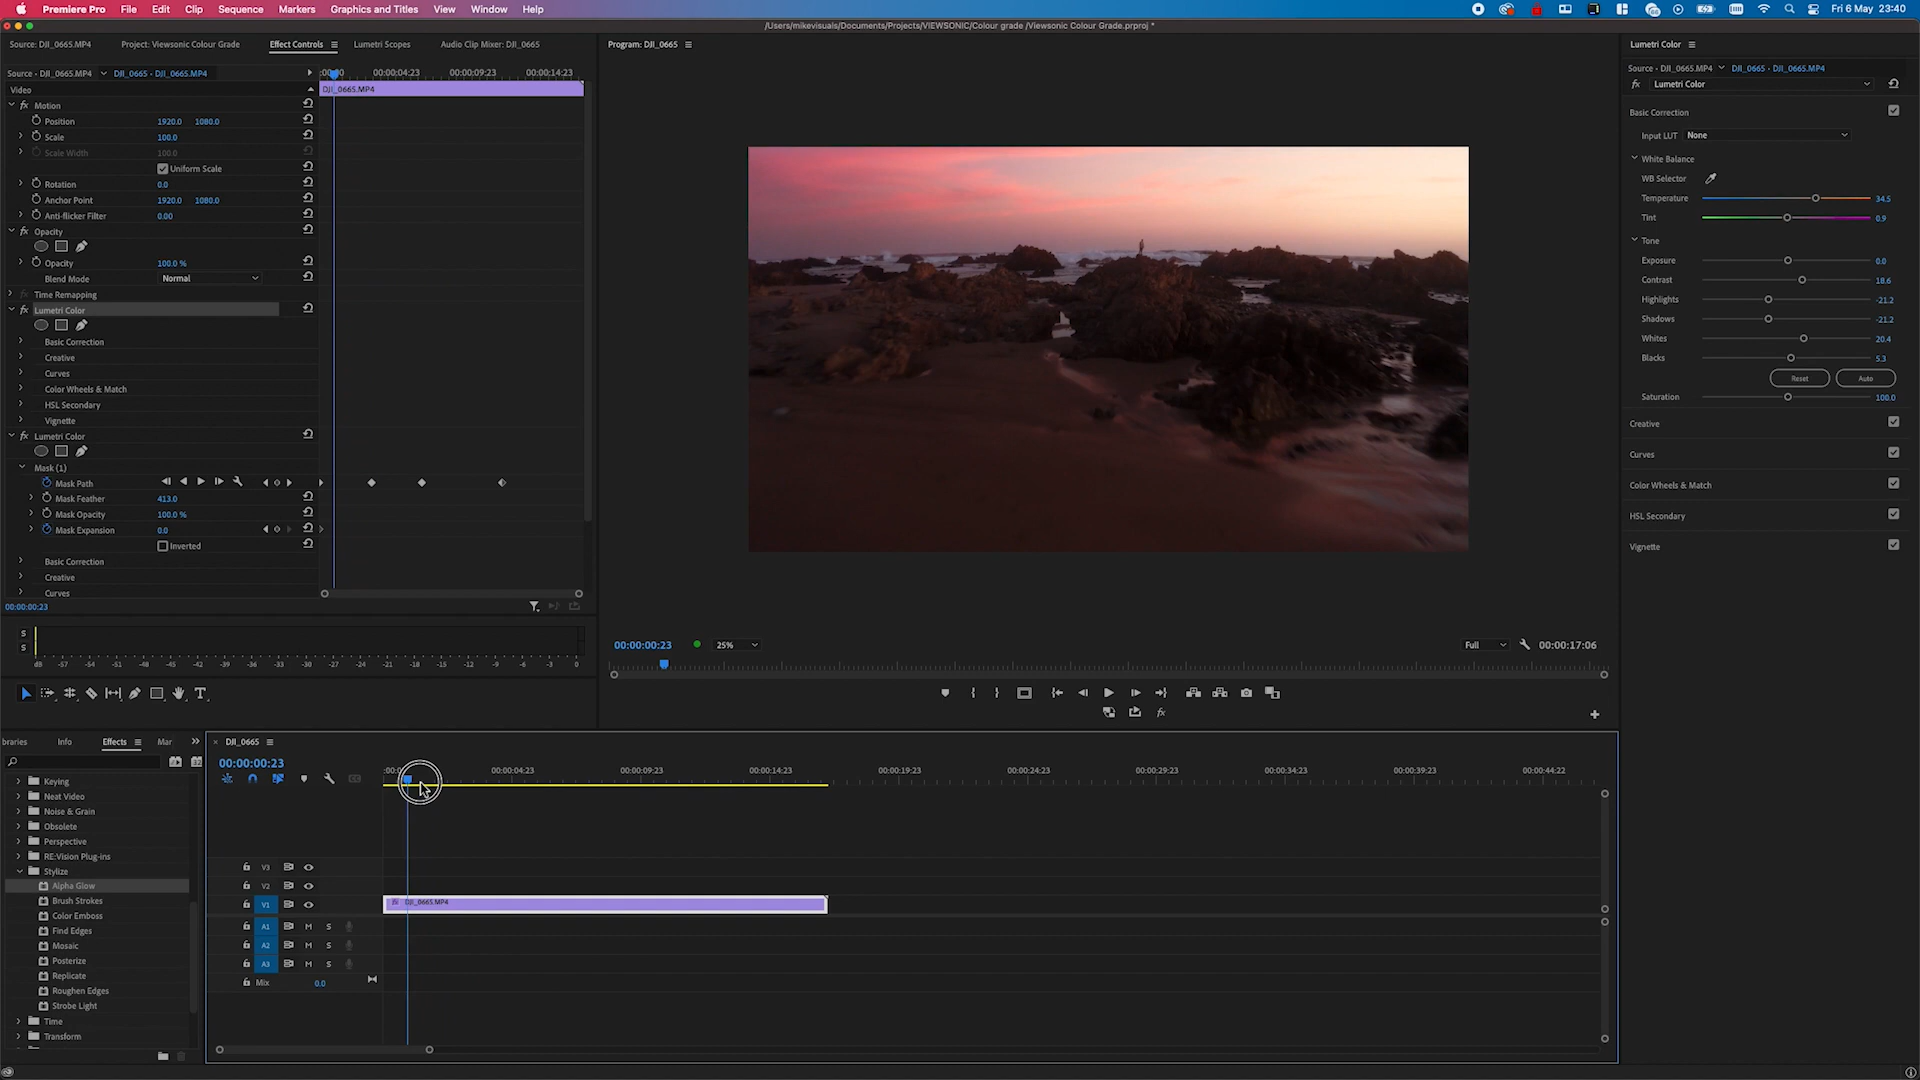 Premiere Pro File Edit Clip Sequence Markers Graphics and Titles View Window Help Fri 6 May 23:40
/Users/mikevisuals/Documents/Projects/VIEWSONIC/Colour grade /Viewsonic Colour Grade.prproj *
Source: DJI_0665.MP4 Project: Viewsonic Colour Grade Effect Controls Lumetri Scopes Audio Clip Mixer: DJI_0665
Source • DJI_0665.MP4 DJI_0665 • DJI_0665.MP4 :00:00 00:00:04:23 00:00:09:23 00:00:14:23
Video DJI_0665.MP4
fx Motion
Position 1920.0 1080.0
Scale 100.0
Scale Width 100.0
Uniform Scale
Rotation 0.0
Anchor Point 1920.0 1080.0
Anti-flicker Filter 0.00
fx Opacity
Opacity 100.0 %
Blend Mode Normal
fx Time Remapping
fx Lumetri Color
Basic Correction
Creative
Curves
Color Wheels & Match
HSL Secondary
Vignette
fx Lumetri Color
Mask (1)
Mask Path
Mask Feather 413.0
Mask Opacity 100.0 %
Mask Expansion 0.0
Inverted
Basic Correction
Creative
Curves
00:00:00:23
S
S
dB -57 -54 -51 -48 -45 -42 -39 -36 -33 -30 -27 -24 -21 -18 -15 -12 -9 -6 -3 0
Program: DJI_0665
00:00:00:23 25% Full 00:00:17:06
fx
Lumetri Color
Source • DJI_0665.MP4 DJI_0665 • DJI_0665.MP4
fx Lumetri Color
Basic Correction
Input LUT None
White Balance
WB Selector
Temperature 34.5
Tint 0.9
Tone
Exposure 0.0
Contrast 18.6
Highlights -21.2
Shadows -21.2
Whites 20.4
Blacks 5.3
Reset Auto
Saturation 100.0
Creative
Curves
Color Wheels & Match
HSL Secondary
Vignette
braries Info Effects Mar
Keying
Neat Video
Noise & Grain
Obsolete
Perspective
RE:Vision Plug-ins
Stylize
Alpha Glow
Brush Strokes
Color Emboss
Find Edges
Mosaic
Posterize
Replicate
Roughen Edges
Strobe Light
Time
Transform
DJI_0665
00:00:00:23
:00:0 00:00:04:23 00:00:09:23 00:00:14:23 00:00:19:23 00:00:24:23 00:00:29:23 00:00:34:23 00:00:39:23 00:00:44:22
V3
V2
V1 fx DJI_0665.MP4
A1 M S
A2 M S
A3 M S
Mix 0.0